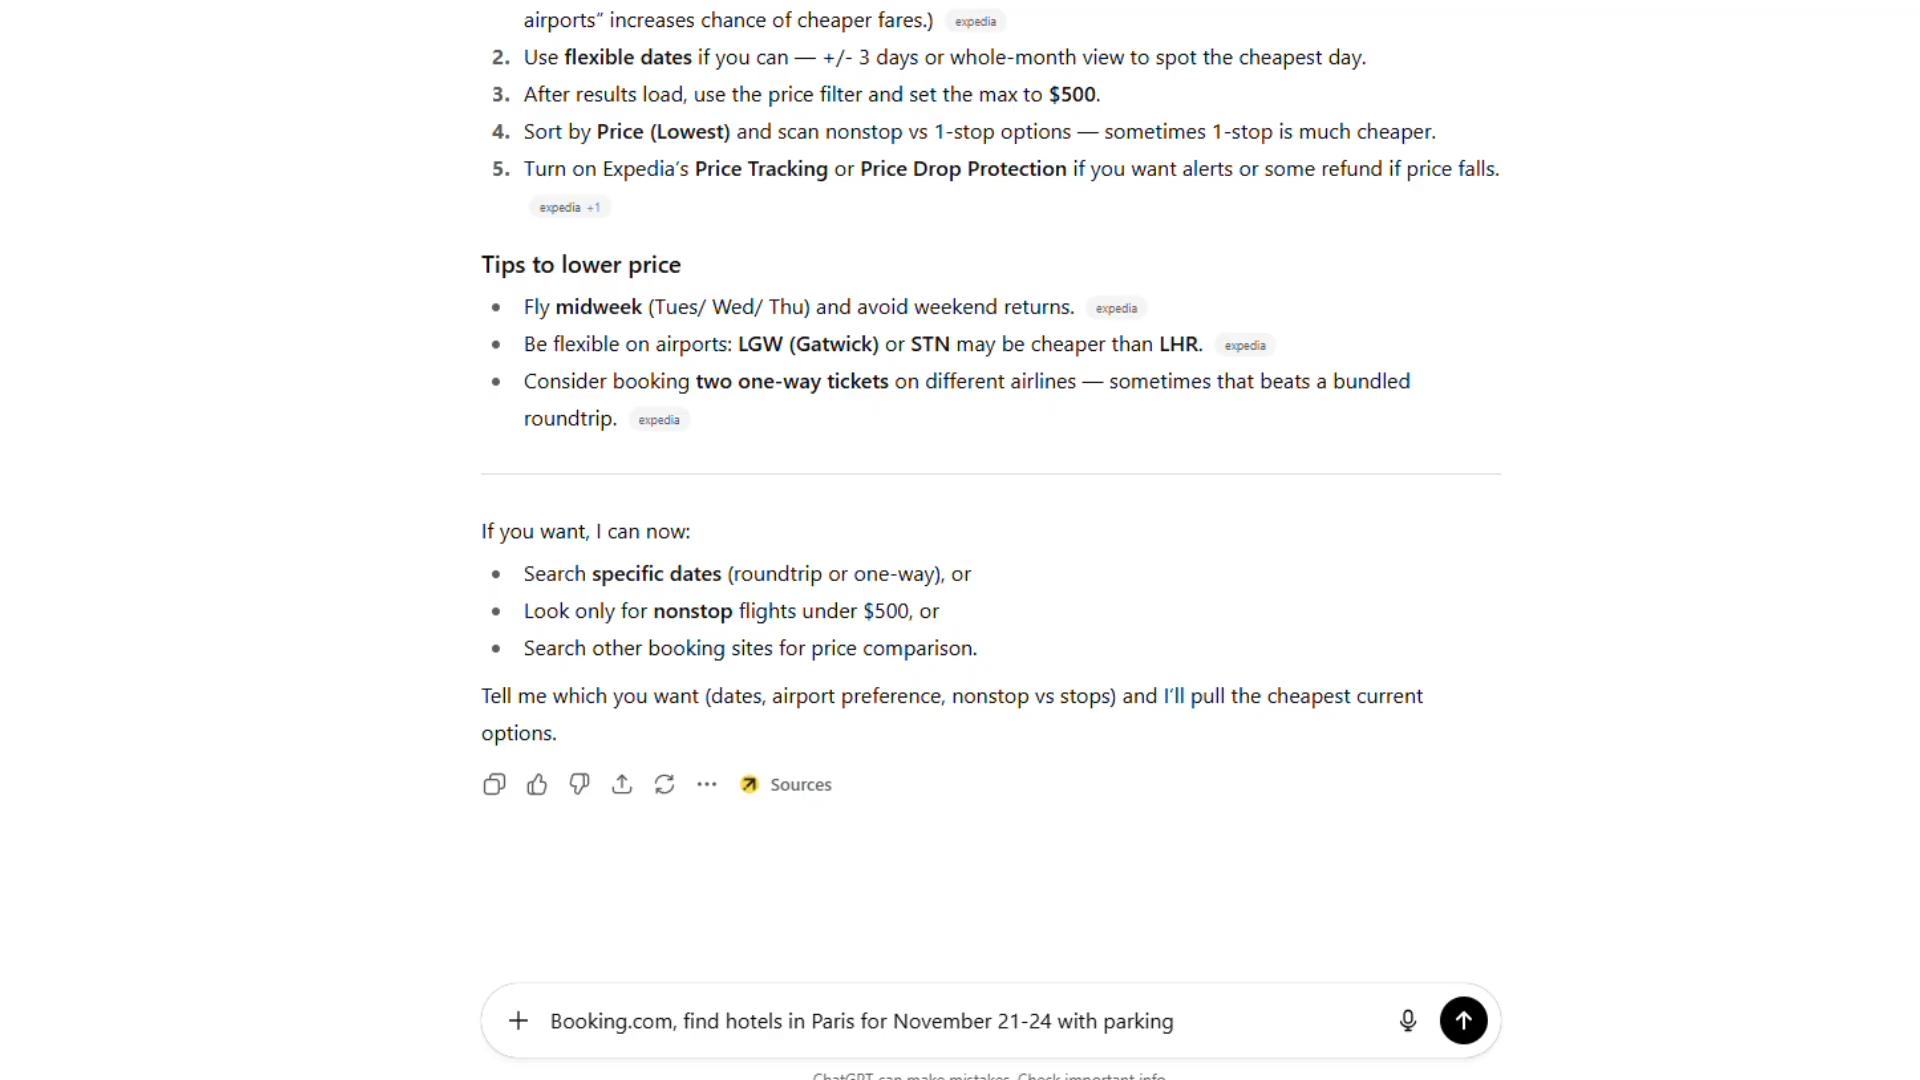 airports” increases chance of cheaper fares.) expedia
2. Use flexible dates if you can — +/- 3 days or whole-month view to spot the cheapest day.
3. After results load, use the price filter and set the max to $500.
4. Sort by Price (Lowest) and scan nonstop vs 1-stop options — sometimes 1-stop is much cheaper.
5. Turn on Expedia’s Price Tracking or Price Drop Protection if you want alerts or some refund if price falls.
expedia +1
Tips to lower price
• Fly midweek (Tues/ Wed/ Thu) and avoid weekend returns. expedia
• Be flexible on airports: LGW (Gatwick) or STN may be cheaper than LHR. expedia
• Consider booking two one-way tickets on different airlines — sometimes that beats a bundled
roundtrip. expedia
If you want, I can now:
• Search specific dates (roundtrip or one-way), or
• Look only for nonstop flights under $500, or
• Search other booking sites for price comparison.
Tell me which you want (dates, airport preference, nonstop vs stops) and I’ll pull the cheapest current
options.
Sources
Booking.com, find hotels in Paris for November 21-24 with parking
ChatGPT can make mistakes. Check important info.